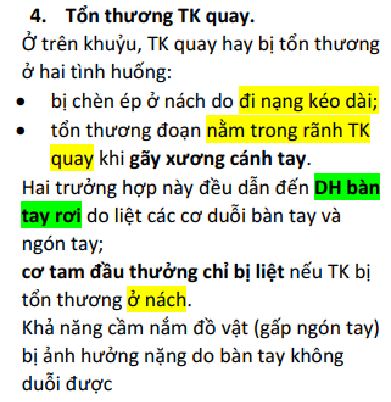 4. Tổn thương TK quay.
Ở trên khuỷu, TK quay hay bị tổn thương
ở hai tình huống:
• bị chèn ép ở nách do đi nạng kéo dài;
• tổn thương đoạn nằm trong rãnh TK
quay khi gãy xương cánh tay.
Hai trưởng hợp này đều dẫn đến DH bàn
tay rơi do liệt các cơ duỗi bàn tay và
ngón tay;
cơ tam đầu thưởng chỉ bị liệt nếu TK bị
tổn thương ở nách.
Khả năng cầm nắm đồ vật (gấp ngón tay)
bị ảnh hưởng nặng do bàn tay không
duỗi được